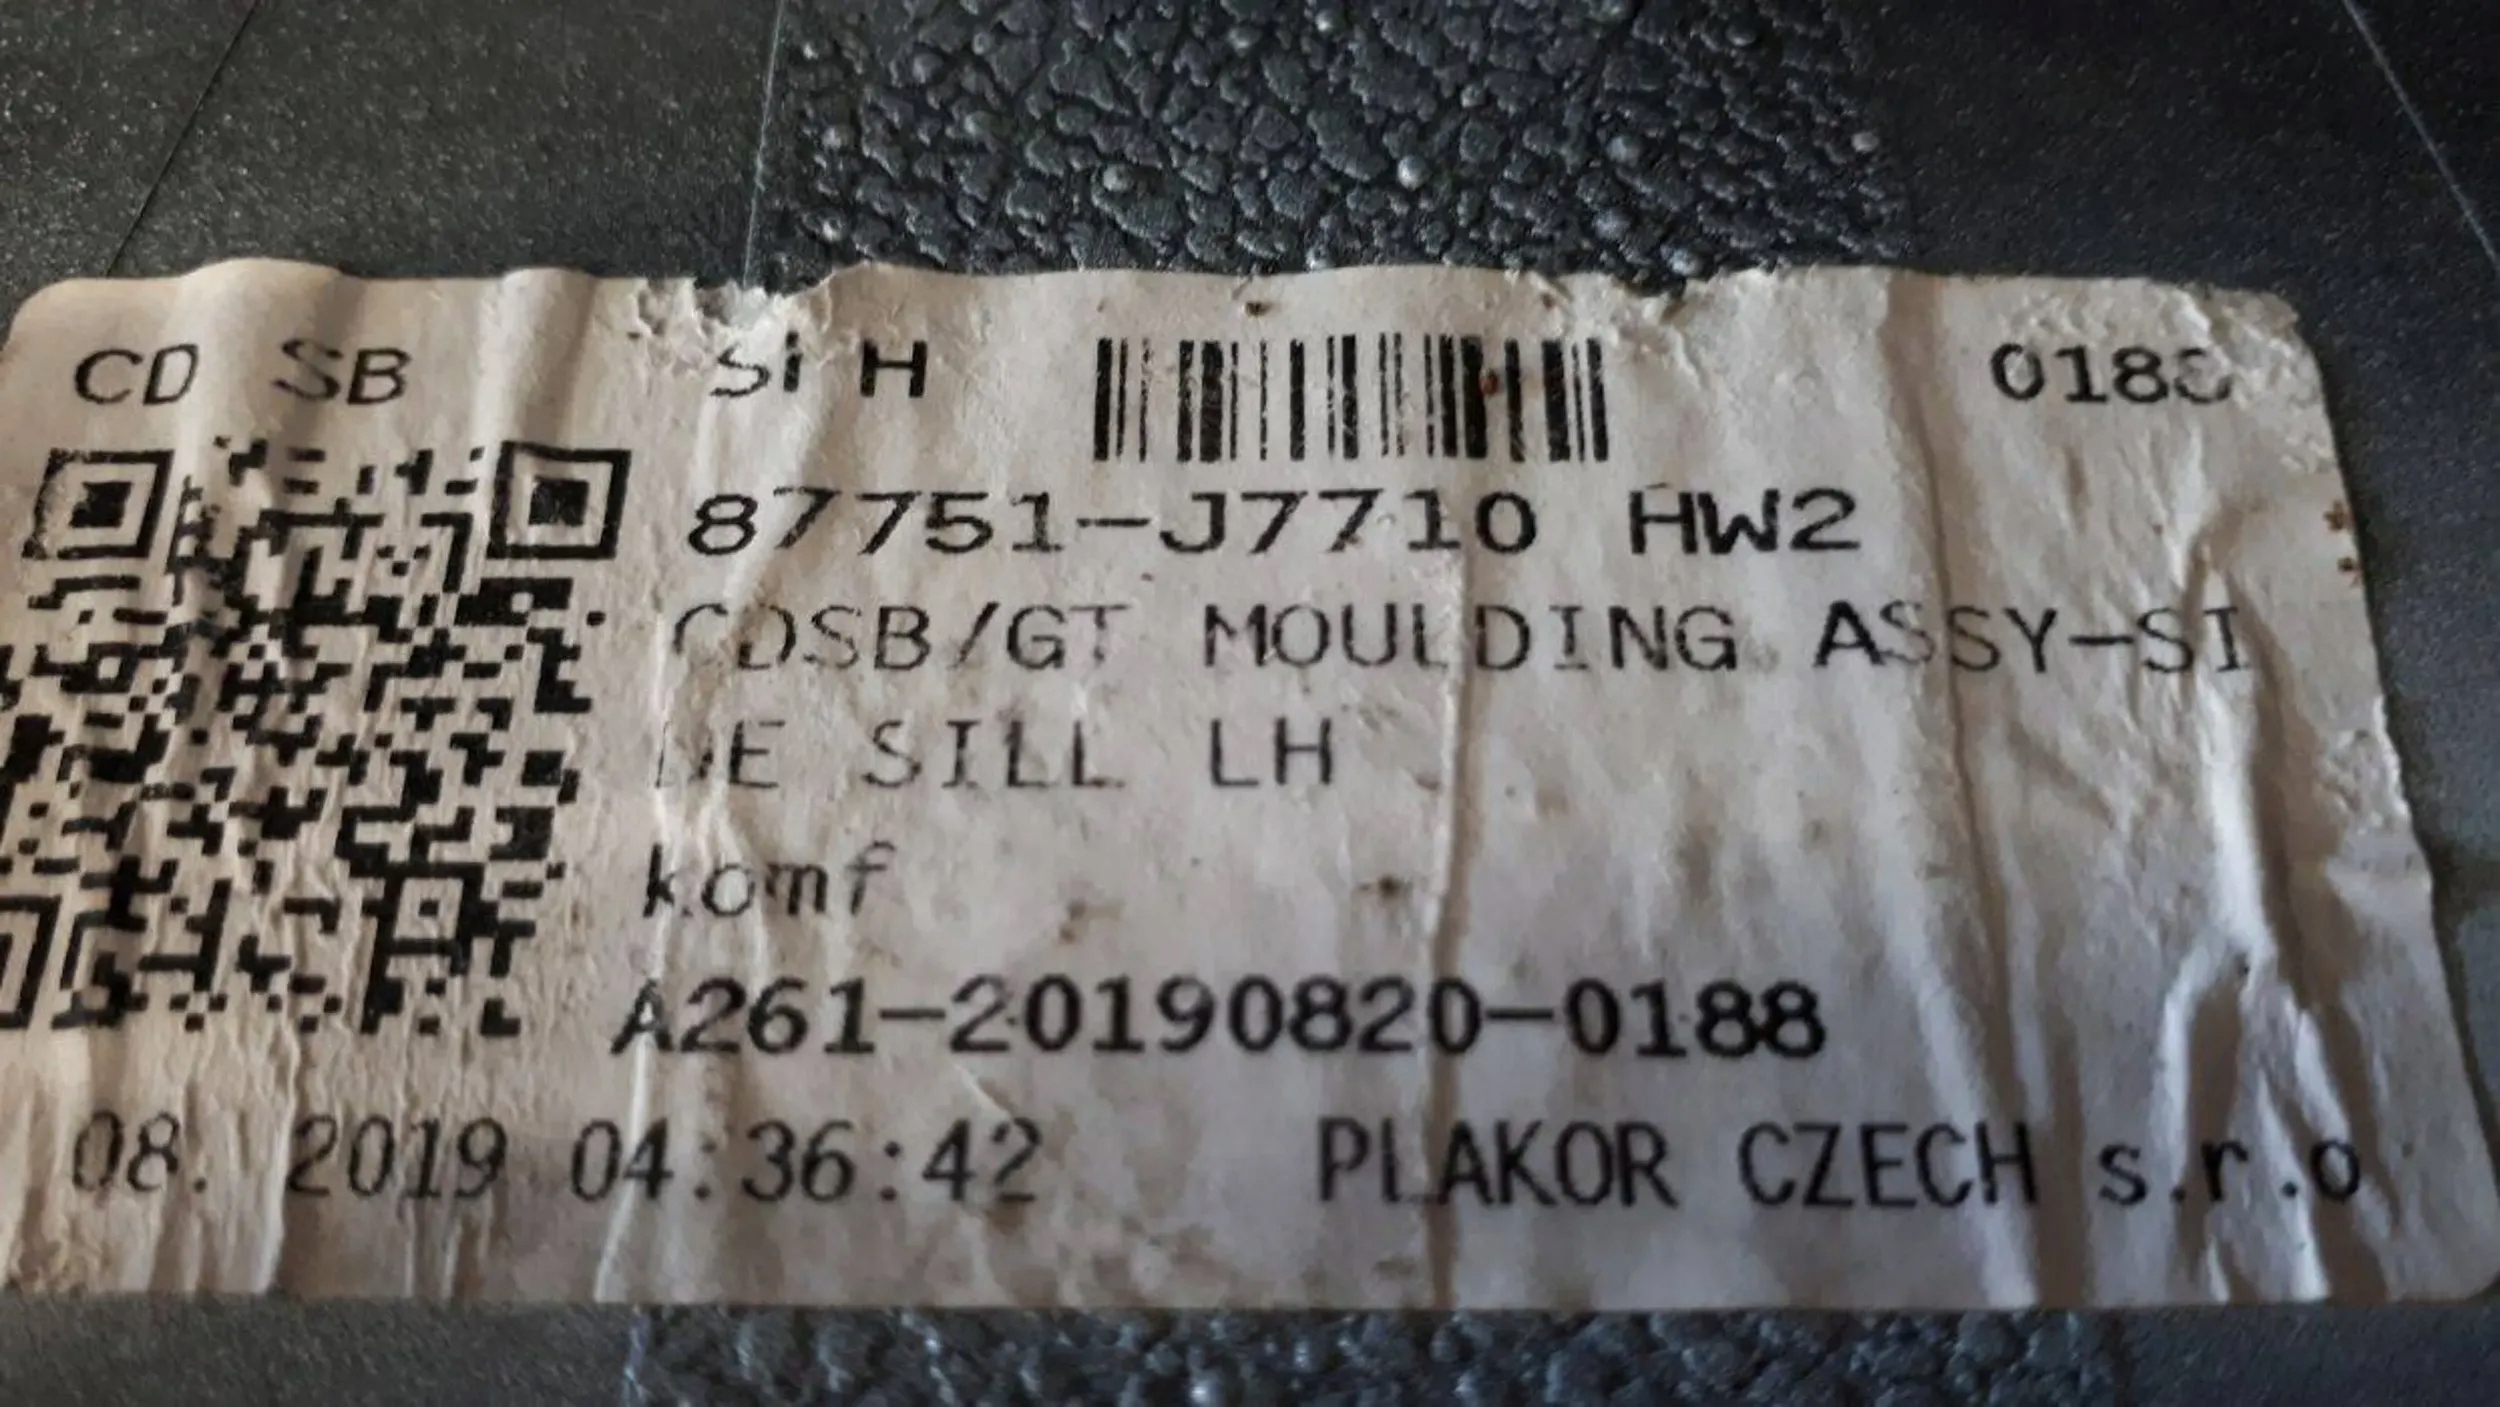 CD SB H 0188
87751-J7710 HW2
CDSB/GT MOULDING ASSY-SI
DE SILL LH
komf
A261-20190820-0188
08. 2019 04:36:42 PLAKOR CZECH s.r.o